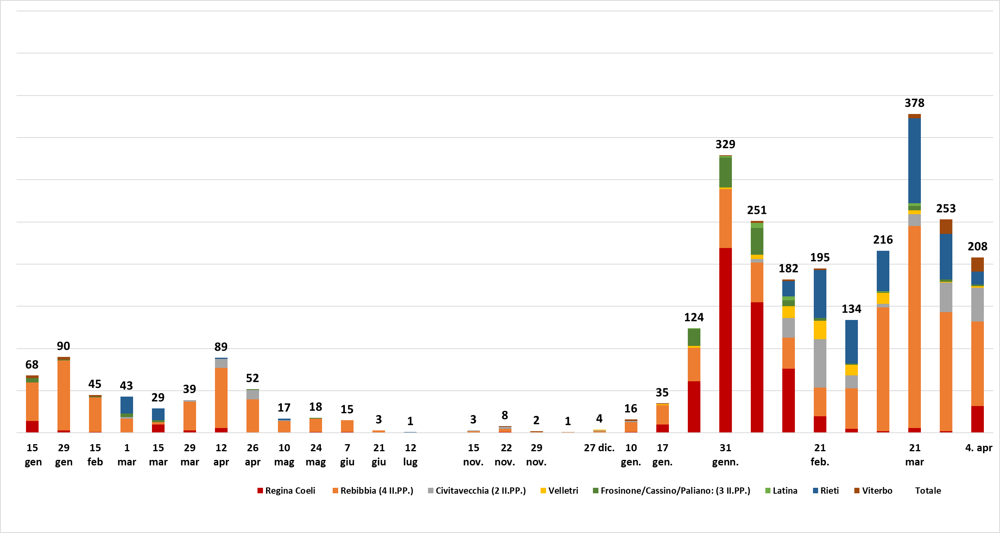 378
329
253
251
216
208
195
182
134
124
90
89
68
52
45
43
39
29
35
17
18
15
16
3
1
3
8
2
1
4
15 gen
29 gen
15 feb
1 mar
15 mar
29 mar
12 apr
26 apr
10 mag
24 mag
7 giu
21 giu
12 lug
15 nov.
22 nov.
29 nov.
27 dic.
10 gen.
17 gen.
31 genn.
21 feb.
21 mar
4. apr
Regina Coeli
Rebibbia (4 II.PP.)
Civitavecchia (2 II.PP.)
Velletri
Frosinone/Cassino/Paliano: (3 II.PP.)
Latina
Rieti
Viterbo
Totale